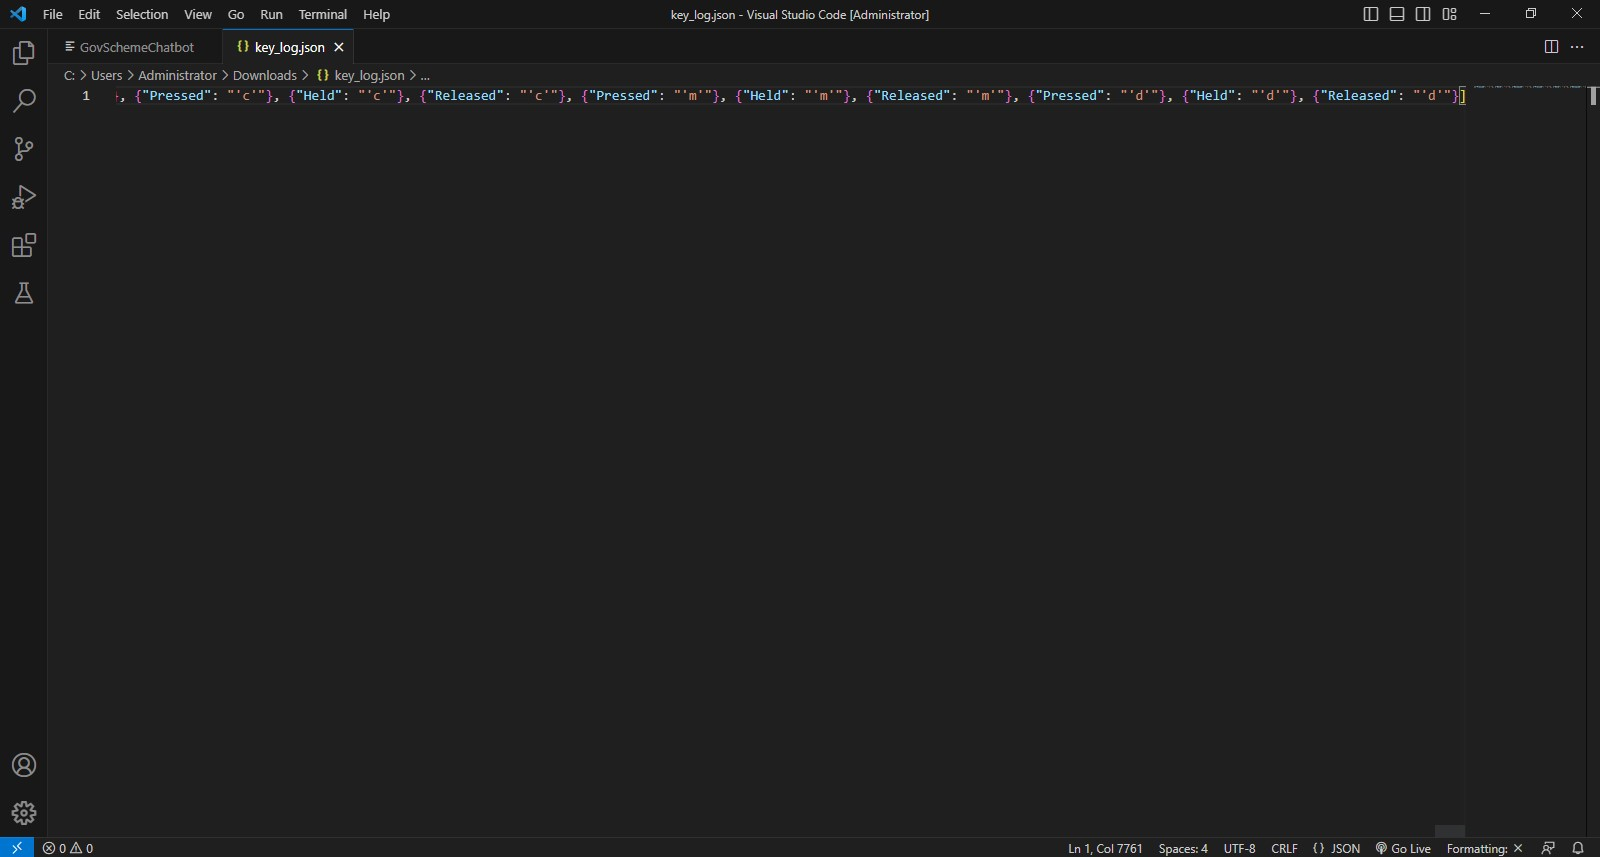 File Edit Selection View Go Run Terminal Help key_log.json - Visual Studio Code [Administrator]
GovSchemeChatbot {} key_log.json
C: > Users > Administrator > Downloads > {} key_log.json > ...
1 }, {"Pressed": "'c'"}, {"Held": "'c'"}, {"Released": "'c'"}, {"Pressed": "'m'"}, {"Held": "'m'"}, {"Released": "'m'"}, {"Pressed": "'d'"}, {"Held": "'d'"}, {"Released": "'d'"}]
0 0 Ln 1, Col 7761 Spaces: 4 UTF-8 CRLF {} JSON Go Live Formatting: ×